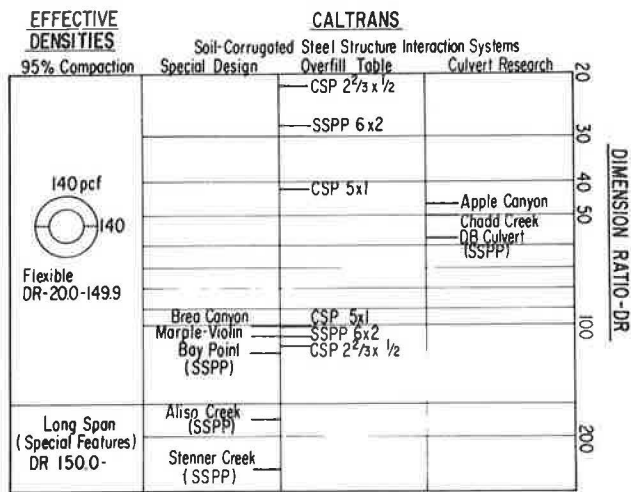 EFFECTIVE
DENSITIES
95% Compaction
CALTRANS
Soil-Corrugated Steel Structure Interaction Systems
Special Design
Overfill Table
Culvert Research
140 pcf
140
Flexible
DR-20.0-149.9
Long Span
(Special Features)
DR 150.0-
Brea Canyon
Marple-Violin
Bay Point
(SSPP)
Aliso Creek
(SSPP)
Stenner Creek
(SSPP)
CSP 2 2/3 x 1/2
SSPP 6x2
CSP 5x1
CSP 5x1
SSPP 6x2
CSP 2 2/3 x 1/2
Apple Canyon
Chadd Creek
DB Culvert
(SSPP)
20
30
40
50
100
200
DIMENSION RATIO-DR